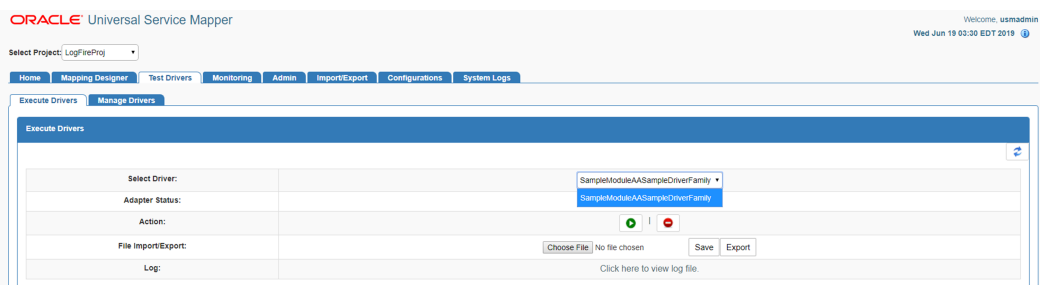 ORACLE' Universal Service Mapper
Welcome, usmadmin
Wed Jun 19 03:30 EDT 2019
Select Project: LogFireProj
Home Mapping Designer Test Drivers Monitoring Admin Import/Export Configurations System Logs
Execute Drivers Manage Drivers
Execute Drivers
Select Driver: SampleModuleAASampleDriverFamily
Adapter Status: SampleModuleAASampleDriverFamily
Action: |
File Import/Export: Choose File No file chosen Save Export
Log: Click here to view log file.